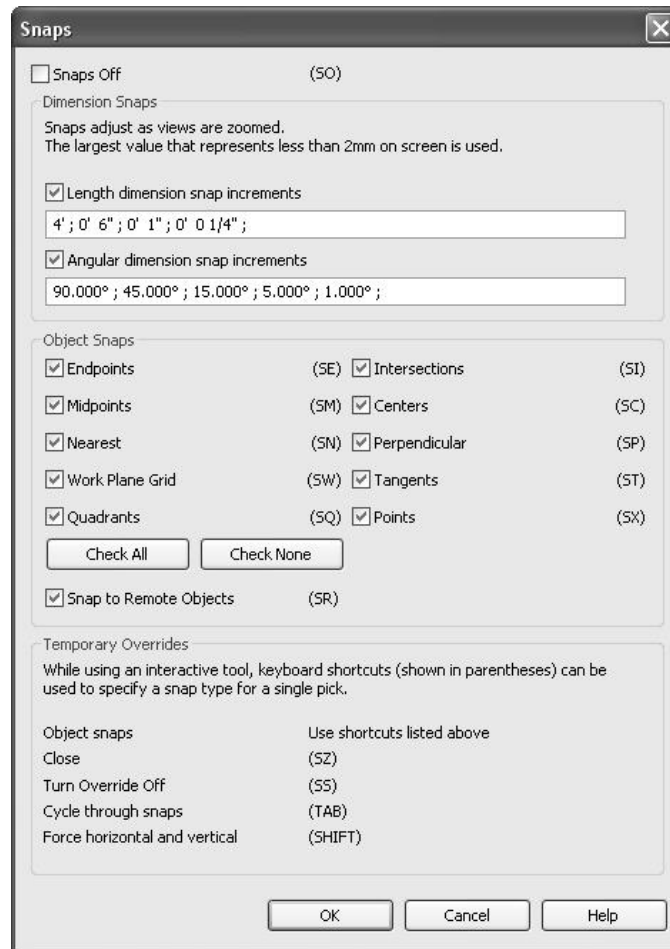 Snaps
Snaps Off (SO)
Dimension Snaps
Snaps adjust as views are zoomed.
The largest value that represents less than 2mm on screen is used.
Length dimension snap increments
4' ; 0' 6" ; 0' 1" ; 0' 0 1/4" ;
Angular dimension snap increments
90.000° ; 45.000° ; 15.000° ; 5.000° ; 1.000° ;
Object Snaps
Endpoints (SE) Intersections (SI)
Midpoints (SM) Centers (SC)
Nearest (SN) Perpendicular (SP)
Work Plane Grid (SW) Tangents (ST)
Quadrants (SQ) Points (SX)
Check All Check None
Snap to Remote Objects (SR)
Temporary Overrides
While using an interactive tool, keyboard shortcuts (shown in parentheses) can be
used to specify a snap type for a single pick.
Object snaps Use shortcuts listed above
Close (SZ)
Turn Override Off (SS)
Cycle through snaps (TAB)
Force horizontal and vertical (SHIFT)
OK Cancel Help